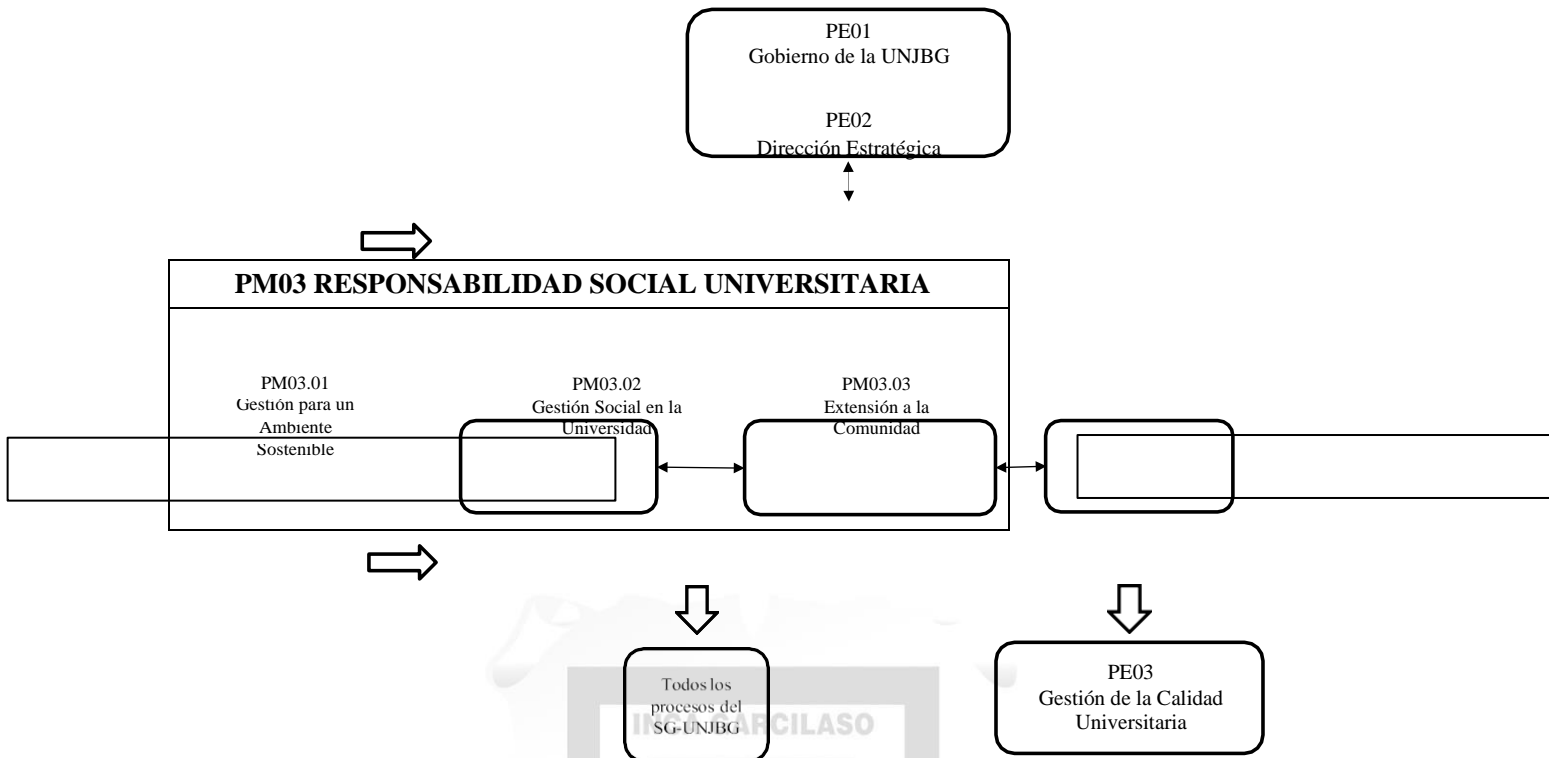 PE01
Gobierno de la UNJBG
PE02
Dirección Estratégica
PM03 RESPONSABILIDAD SOCIAL UNIVERSITARIA
PM03.01
Gestión para un
Ambiente
Sostenible
PM03.02
Gestión Social en la
Universidad
PM03.03
Extensión a la
Comunidad
Todos los
procesos del
SG-UNJBG
INCA GARCILASO
PE03
Gestión de la Calidad
Universitaria